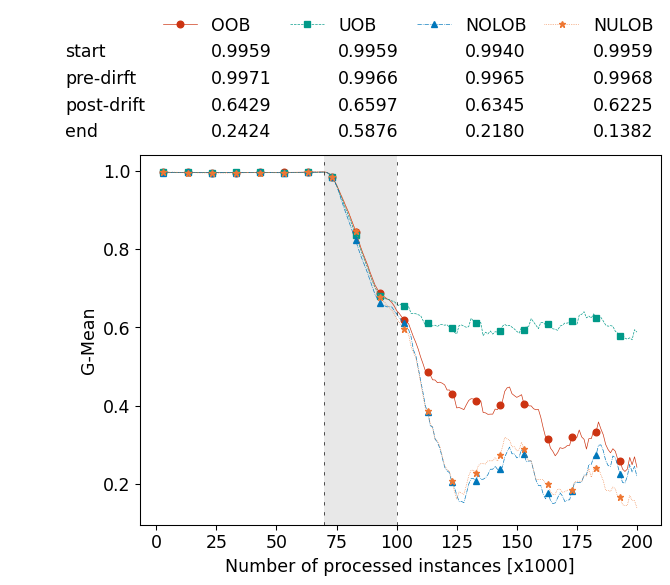 OOB UOB NOLOB NULOB
start 0.9959 0.9959 0.9940 0.9959
pre-dirft 0.9971 0.9966 0.9965 0.9968
post-drift 0.6429 0.6597 0.6345 0.6225
end 0.2424 0.5876 0.2180 0.1382
1.0
0.8
0.6
0.4
0.2
G-Mean
0 25 50 75 100 125 150 175 200
Number of processed instances [x1000]